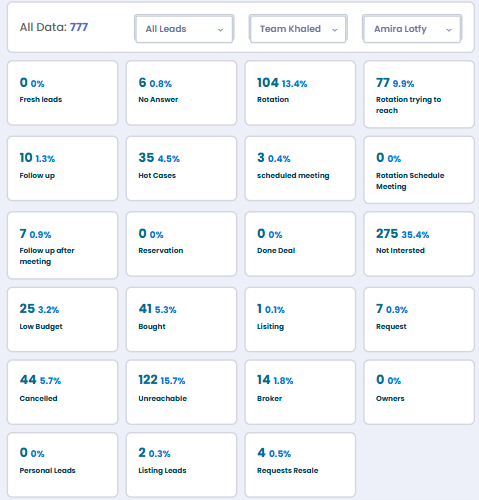 All Data: 777
All Leads
Team Khaled
Amira Lotfy
0 0%
Fresh leads
6 0.8%
No Answer
104 13.4%
Rotation
77 9.9%
Rotation trying to
reach
10 1.3%
Follow up
35 4.5%
Hot Cases
3 0.4%
scheduled meeting
0 0%
Rotation Schedule
Meeting
7 0.9%
Follow up after
meeting
0 0%
Reservation
0 0%
Done Deal
275 35.4%
Not Intersted
25 3.2%
Low Budget
41 5.3%
Bought
1 0.1%
Lisiting
7 0.9%
Request
44 5.7%
Cancelled
122 15.7%
Unreachable
14 1.8%
Broker
0 0%
Owners
0 0%
Personal Leads
2 0.3%
Listing Leads
4 0.5%
Requests Resale